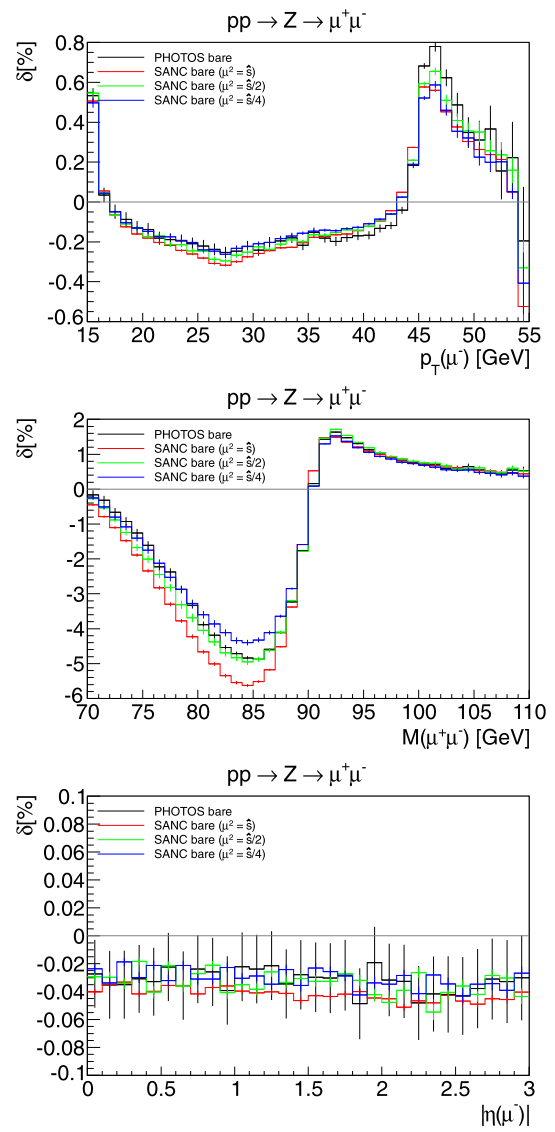 pp → Z → μ⁺μ⁻
δ[%]
PHOTOS bare
SANC bare (μ² = ŝ)
SANC bare (μ² = ŝ/2)
SANC bare (μ² = ŝ/4)
0.8
0.6
0.4
0.2
0
-0.2
-0.4
-0.6
15 20 25 30 35 40 45 50 55
p_T(μ⁻) [GeV]
pp → Z → μ⁺μ⁻
δ[%]
PHOTOS bare
SANC bare (μ² = ŝ)
SANC bare (μ² = ŝ/2)
SANC bare (μ² = ŝ/4)
2
1
0
-1
-2
-3
-4
-5
-6
70 75 80 85 90 95 100 105 110
M(μ⁺μ⁻) [GeV]
pp → Z → μ⁺μ⁻
δ[%]
PHOTOS bare
SANC bare (μ² = ŝ)
SANC bare (μ² = ŝ/2)
SANC bare (μ² = ŝ/4)
0.1
0.08
0.06
0.04
0.02
0
-0.02
-0.04
-0.06
-0.08
-0.1
0 0.5 1 1.5 2 2.5 3
|η(μ⁻)|